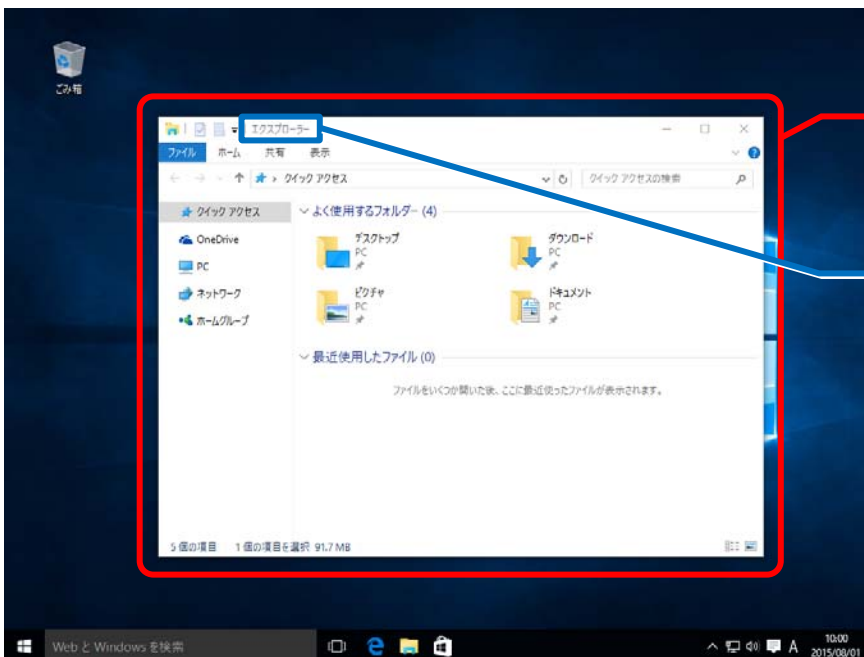 ごみ箱
エクスプローラー
ファイル ホーム 共有 表示
クイック アクセス クイック アクセスの検索
クイック アクセス
OneDrive
PC
ネットワーク
ホームグループ
よく使用するフォルダー (4)
デスクトップ
PC
ダウンロード
PC
ピクチャ
PC
ドキュメント
PC
最近使用したファイル (0)
ファイルをいくつか開いた後、ここに最近使ったファイルが表示されます。
5 個の項目 1 個の項目を選択 91.7 MB
Web と Windows を検索
A
10:00
2015/08/01